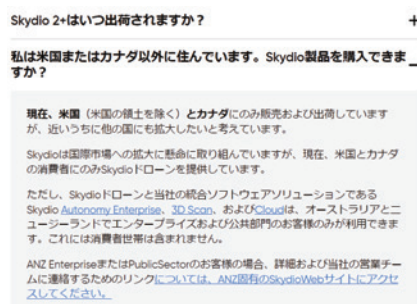 Skydio 2+はいつ出荷されますか？ +
私は米国またはカナダ以外に住んでいます。Skydio製品を購入できま
すか？ −
現在、米国（米国の領土を除く）とカナダにのみ販売および出荷しています
が、近いうちに他の国にも拡大したいと考えています。
Skydioは国際市場への拡大に懸命に取り組んでいますが、現在、米国とカナダ
の消費者にのみSkydioドローンを提供しています。
ただし、Skydioドローンと当社の統合ソフトウェアソリューションである
Skydio Autonomy Enterprise、3D Scan、およびCloudは、オーストラリアとニ
ュージーランドでエンタープライズおよび公共部門のお客様のみが利用できま
す。これには消費者世帯は含まれません。
ANZ EnterpriseまたはPublicSectorのお客様の場合、詳細および当社の営業チー
ムに連絡するためのリンクについては、ANZ固有のSkydioWebサイトにアクセ
スしてください。